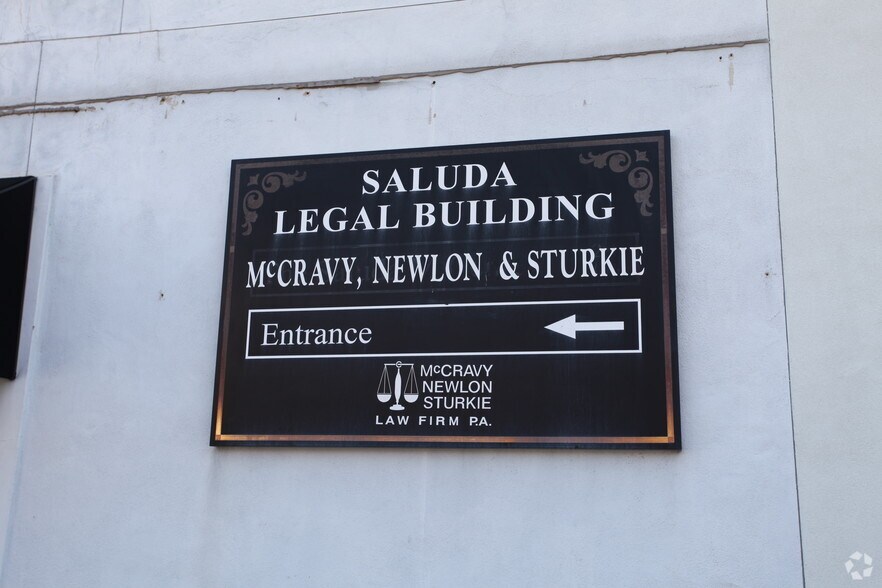 SALUDA
LEGAL BUILDING
McCRAVY, NEWLON & STURKIE
Entrance
McCRAVY
NEWLON
STURKIE
LAW FIRM P.A.